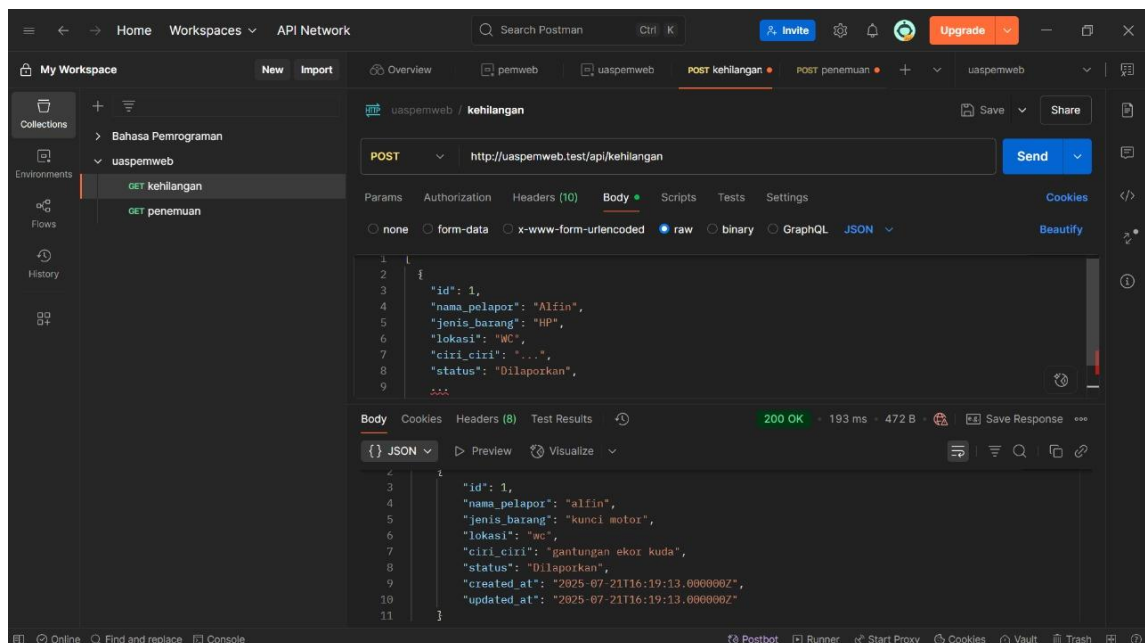 Home Workspaces API Network Search Postman Ctrl K Invite Upgrade
My Workspace New Import Overview pemweb uaspemweb POST kehilangan POST penemuan uaspemweb
Collections
Environments
Flows
History
Bahasa Pemrograman
uaspemweb
GET kehilangan
GET penemuan
HTTP uaspemweb / kehilangan Save Share
POST http://uaspemweb.test/api/kehilangan Send
Params Authorization Headers (10) Body Scripts Tests Settings Cookies
none form-data x-www-form-urlencoded raw binary GraphQL JSON Beautify
1 [
2 {
3 "id": 1,
4 "nama_pelapor": "Alfin",
5 "jenis_barang": "HP",
6 "lokasi": "WC",
7 "ciri_ciri": "...",
8 "status": "Dilaporkan",
9 ...
Body Cookies Headers (8) Test Results 200 OK 193 ms 472 B Save Response
{} JSON Preview Visualize
2 {
3 "id": 1,
4 "nama_pelapor": "alfin",
5 "jenis_barang": "kunci motor",
6 "lokasi": "wc",
7 "ciri_ciri": "gantungan ekor kuda",
8 "status": "Dilaporkan",
9 "created_at": "2025-07-21T16:19:13.000000Z",
10 "updated_at": "2025-07-21T16:19:13.000000Z"
11 }
Online Find and replace Console Postbot Runner Start Proxy Cookies Vault Trash